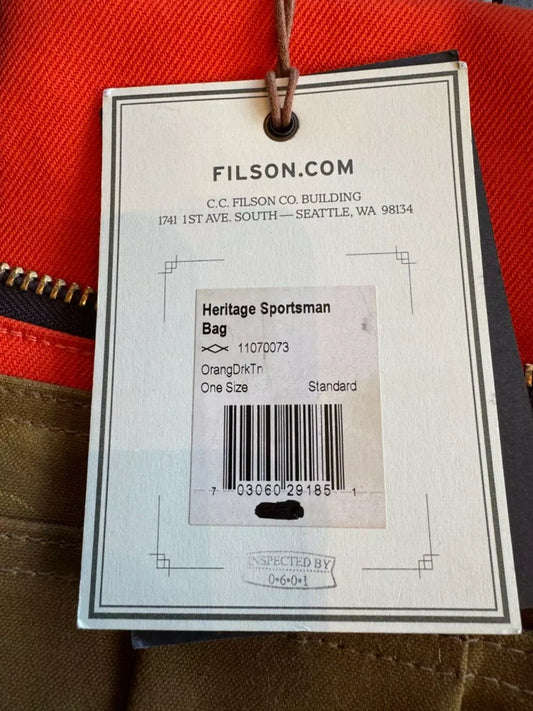 FILSON.COM
C.C. FILSON CO. BUILDING
1741 1ST AVE. SOUTH — SEATTLE, WA 98134
Heritage Sportsman
Bag
11070073
OrangDrkTn
One Size Standard
7 03060 29185 1
INSPECTED BY
0•6•0•1